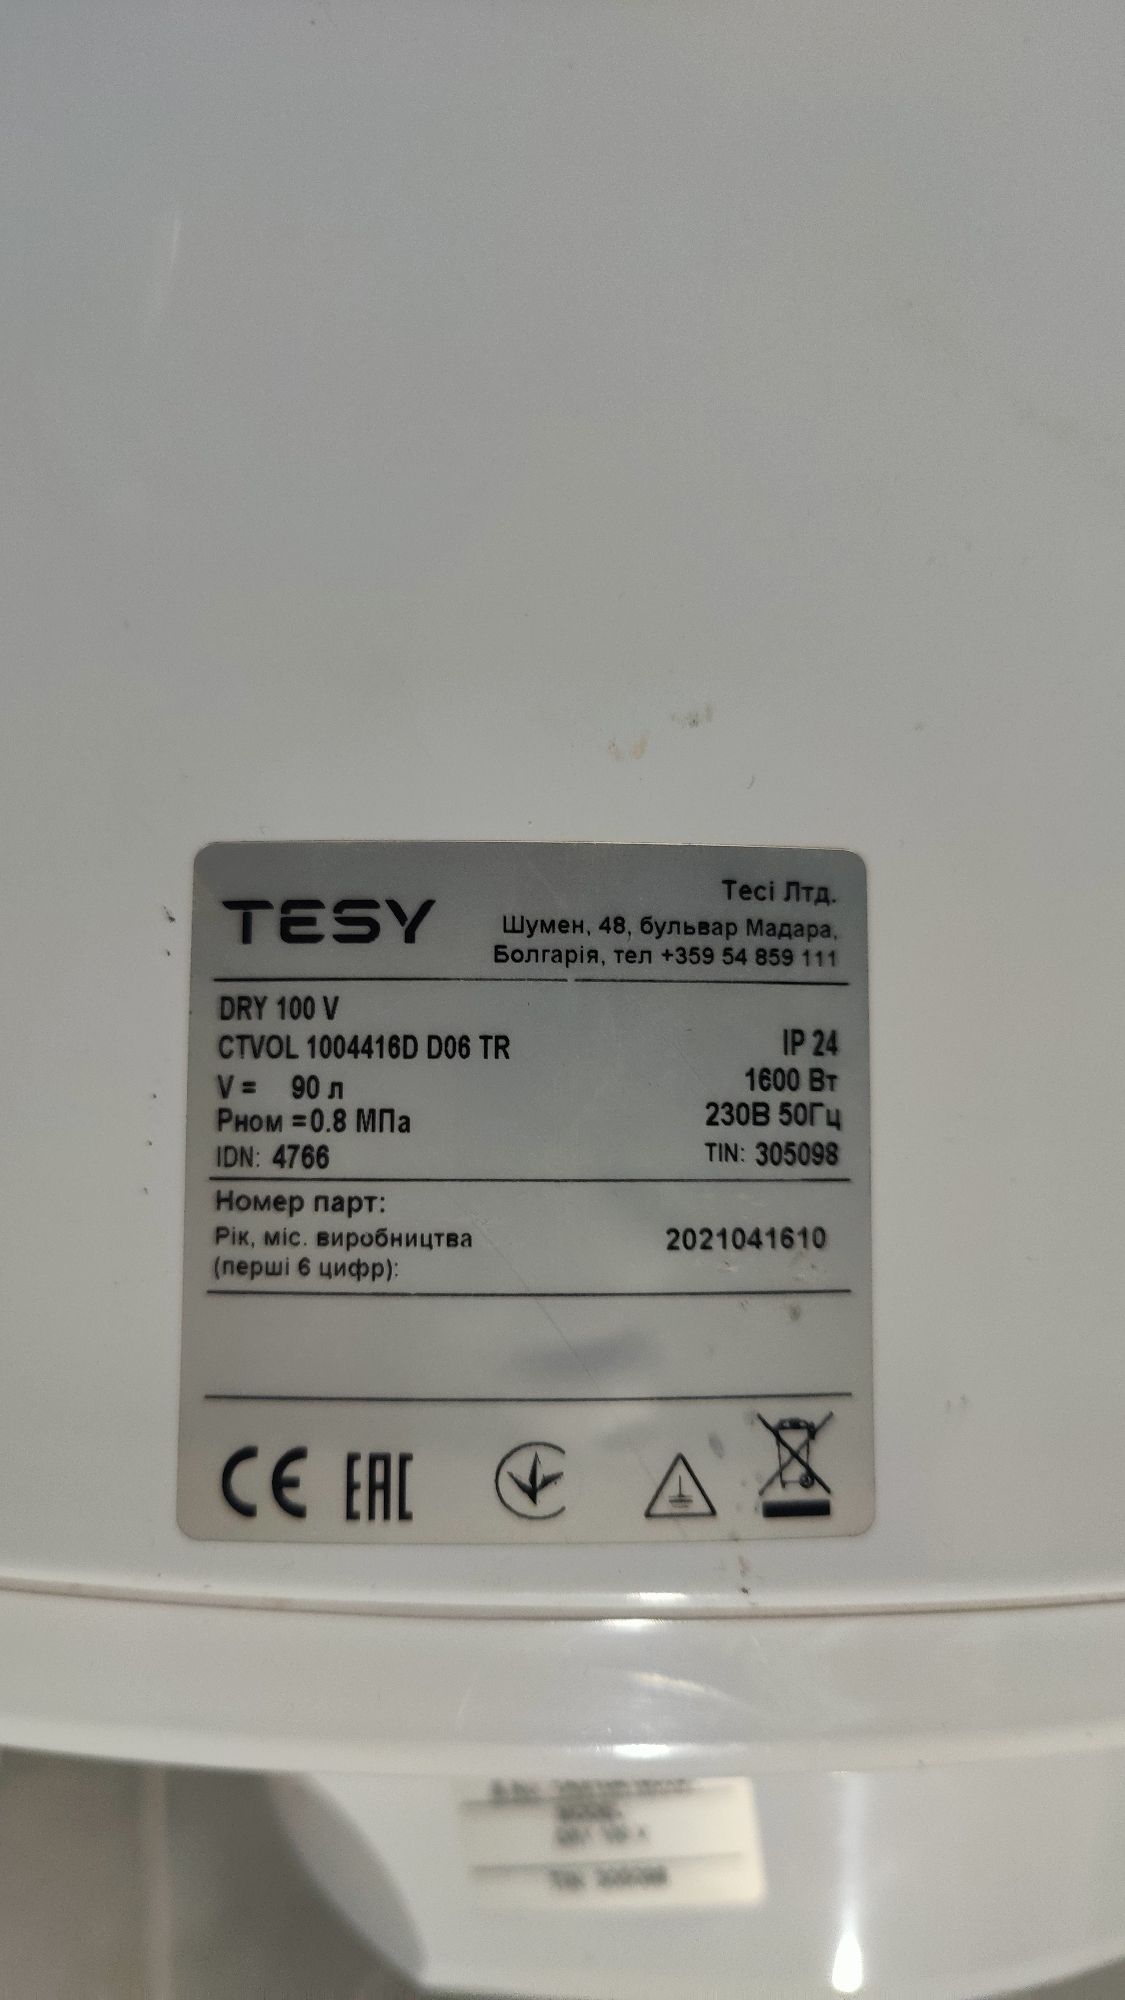 TESY
Тесі Лтд.
Шумен, 48, бульвар Мадара,
Болгарія, тел +359 54 859 111
DRY 100 V
CTVOL 1004416D D06 TR
IP 24
V = 90 л
1600 Вт
Рном =0.8 МПа
230В 50Гц
IDN: 4766
TIN: 305098
Номер парт:
Рік, міс. виробництва
2021041610
(перші 6 цифр):
CE EAC